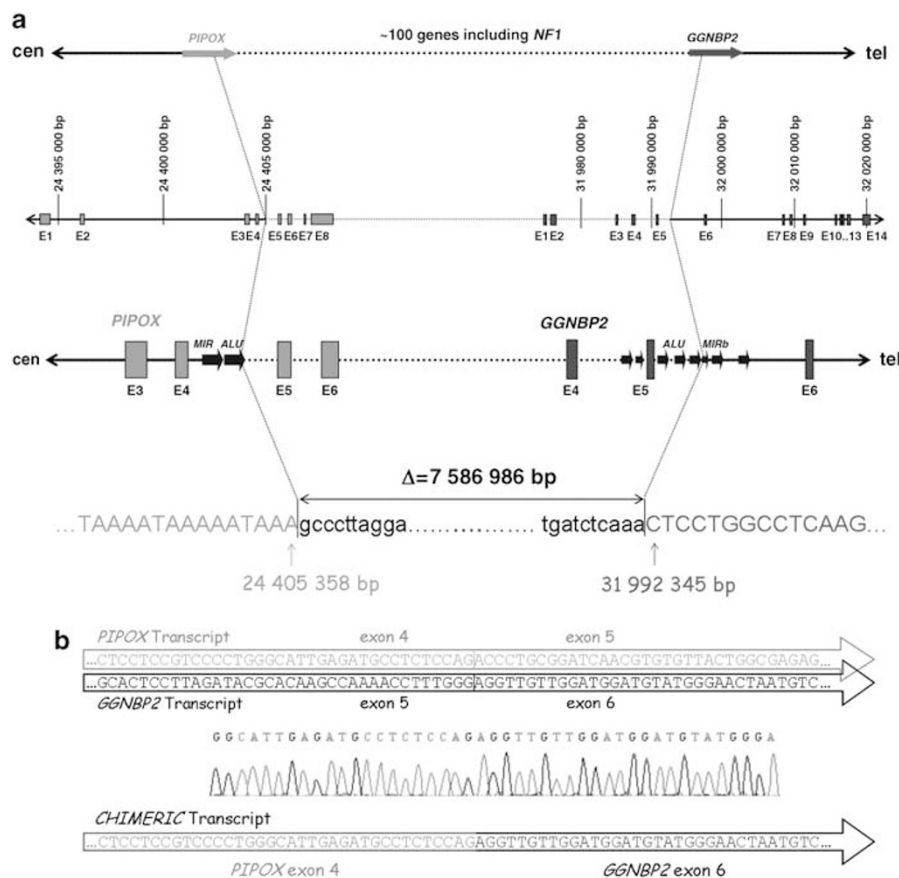 a
cen PIPOX ~100 genes including NF1 GGNBP2 tel
24 395 000 bp 24 400 000 bp 24 405 000 bp 31 980 000 bp 31 990 000 bp 32 000 000 bp 32 010 000 bp 32 020 000 bp
E1 E2 E3 E4 E5 E6 E7 E8 E1 E2 E3 E4 E5 E6 E7 E8 E9 E10..13 E14
PIPOX GGNBP2
cen MIR ALU ALU MIRb tel
E3 E4 E5 E6 E4 E5 E6
Δ=7 586 986 bp
...TAAAATAAAAATAAA gcccttagga.................. tgatctcaaa CTCCTGGCCTCAAG...
24 405 358 bp 31 992 345 bp
b
PIPOX Transcript exon 4 exon 5
...CTCCTCCGTCCCCTGGGCATTGAGATGCCTCTCCAGACCCTGCGGATCAACGTGTGTTACTGGCGAGAG...
...GCACTCCTTAGATACGCACAAGCCAAAACCTTTGGGAGGTTGTTGGATGGATGTATGGGAACTAATGTC...
GGNBP2 Transcript exon 5 exon 6
GGCATTGAGATGCCTCTCCAGAGGTTGTTGGATGGATGTATGGGA
CHIMERIC Transcript
...CTCCTCCGTCCCCTGGGCATTGAGATGCCTCTCCAGAGGTTGTTGGATGGATGTATGGGAACTAATGTC...
PIPOX exon 4 GGNBP2 exon 6